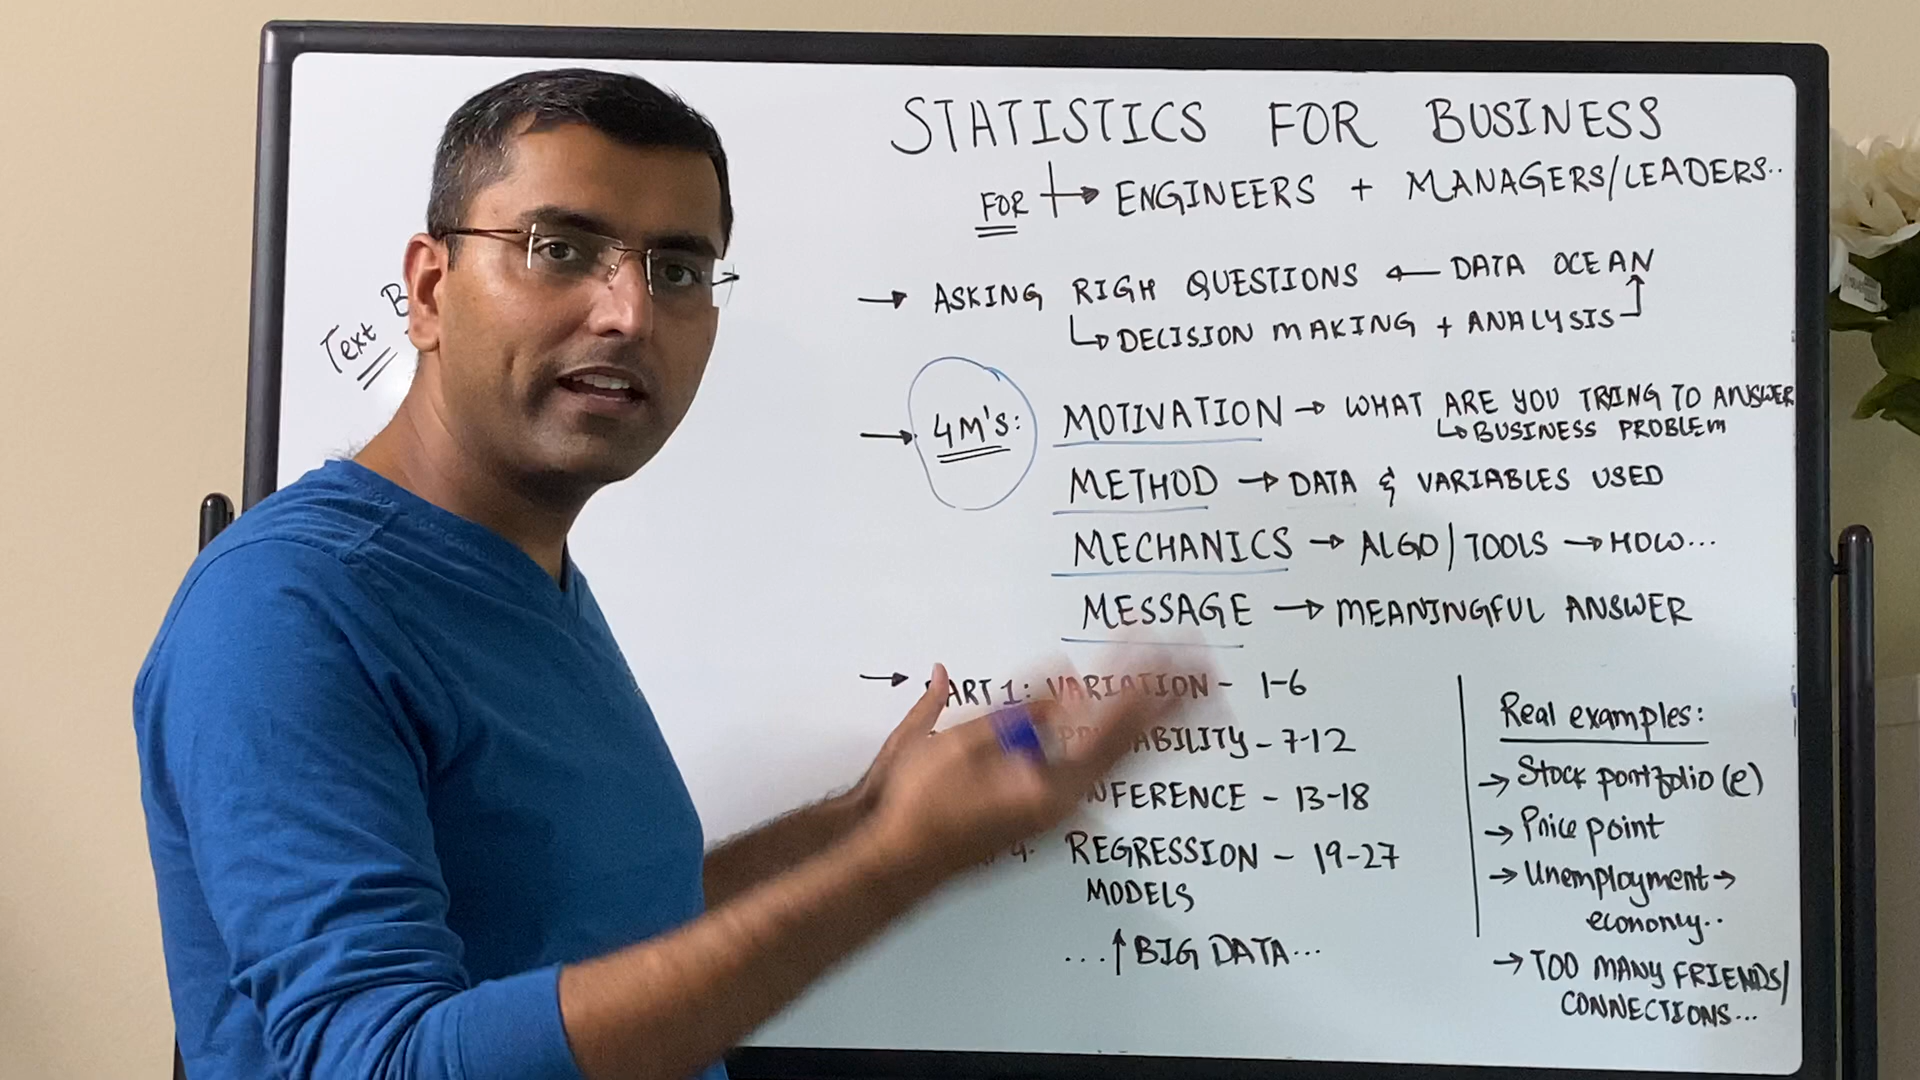 STATISTICS FOR BUSINESS
FOR → ENGINEERS + MANAGERS/LEADERS..
→ ASKING RIGH QUESTIONS ← DATA OCEAN
↳ DECISION MAKING + ANALYSIS
Text
→ 4M'S: MOTIVATION → WHAT ARE YOU TRYING TO ANSWER
↳ BUSINESS PROBLEM
METHOD → DATA & VARIABLES USED
MECHANICS → ALGO/TOOLS → HOW...
MESSAGE → MEANINGFUL ANSWER
→ PART 1: VARIATION - 1-6
PROBABILITY - 7-12
INFERENCE - 13-18
4: REGRESSION - 19-27
MODELS
... ↑ BIG DATA...
Real examples:
→ Stock portfolio (e)
→ Price point
→ Unemployment →
economy..
→ TOO MANY FRIENDS/
CONNECTIONS...